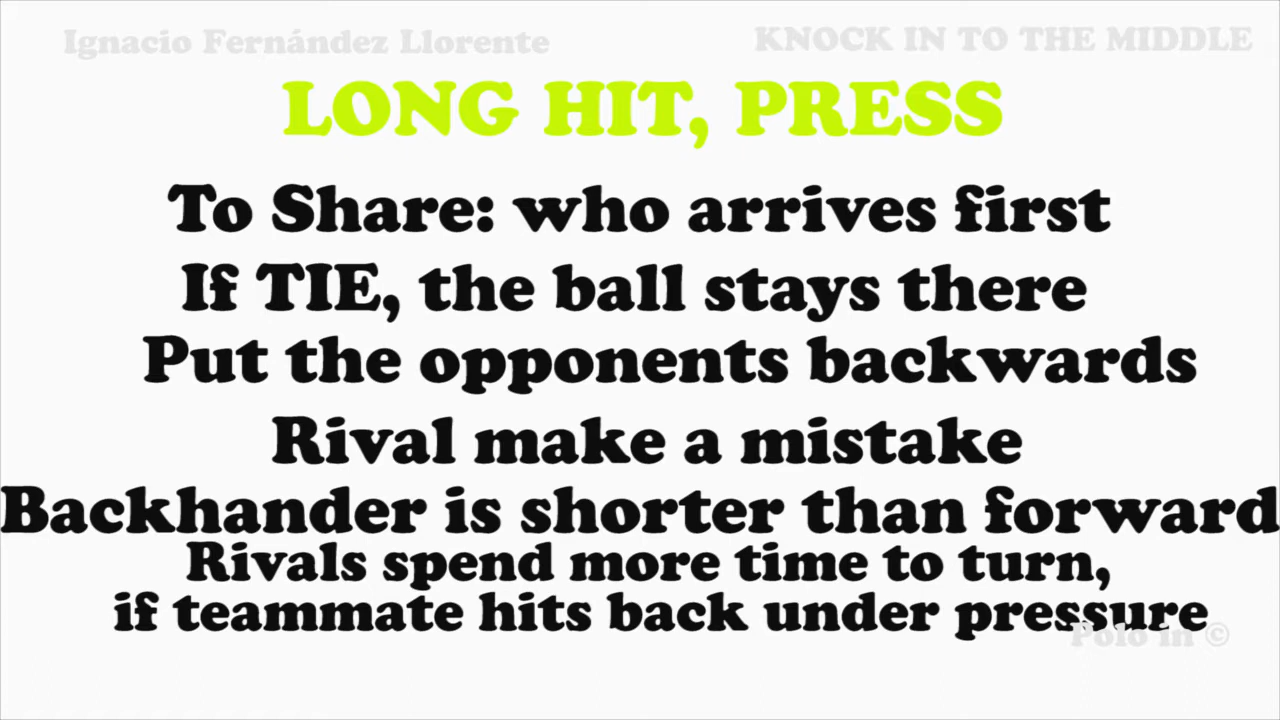 Ignacio Fernández Llorente
KNOCK IN TO THE MIDDLE
LONG HIT, PRESS
To Share: who arrives first
If TIE, the ball stays there
Put the opponents backwards
Rival make a mistake
Backhander is shorter than forward
Rivals spend more time to turn,
if teammate hits back under pressure
Polo in ©